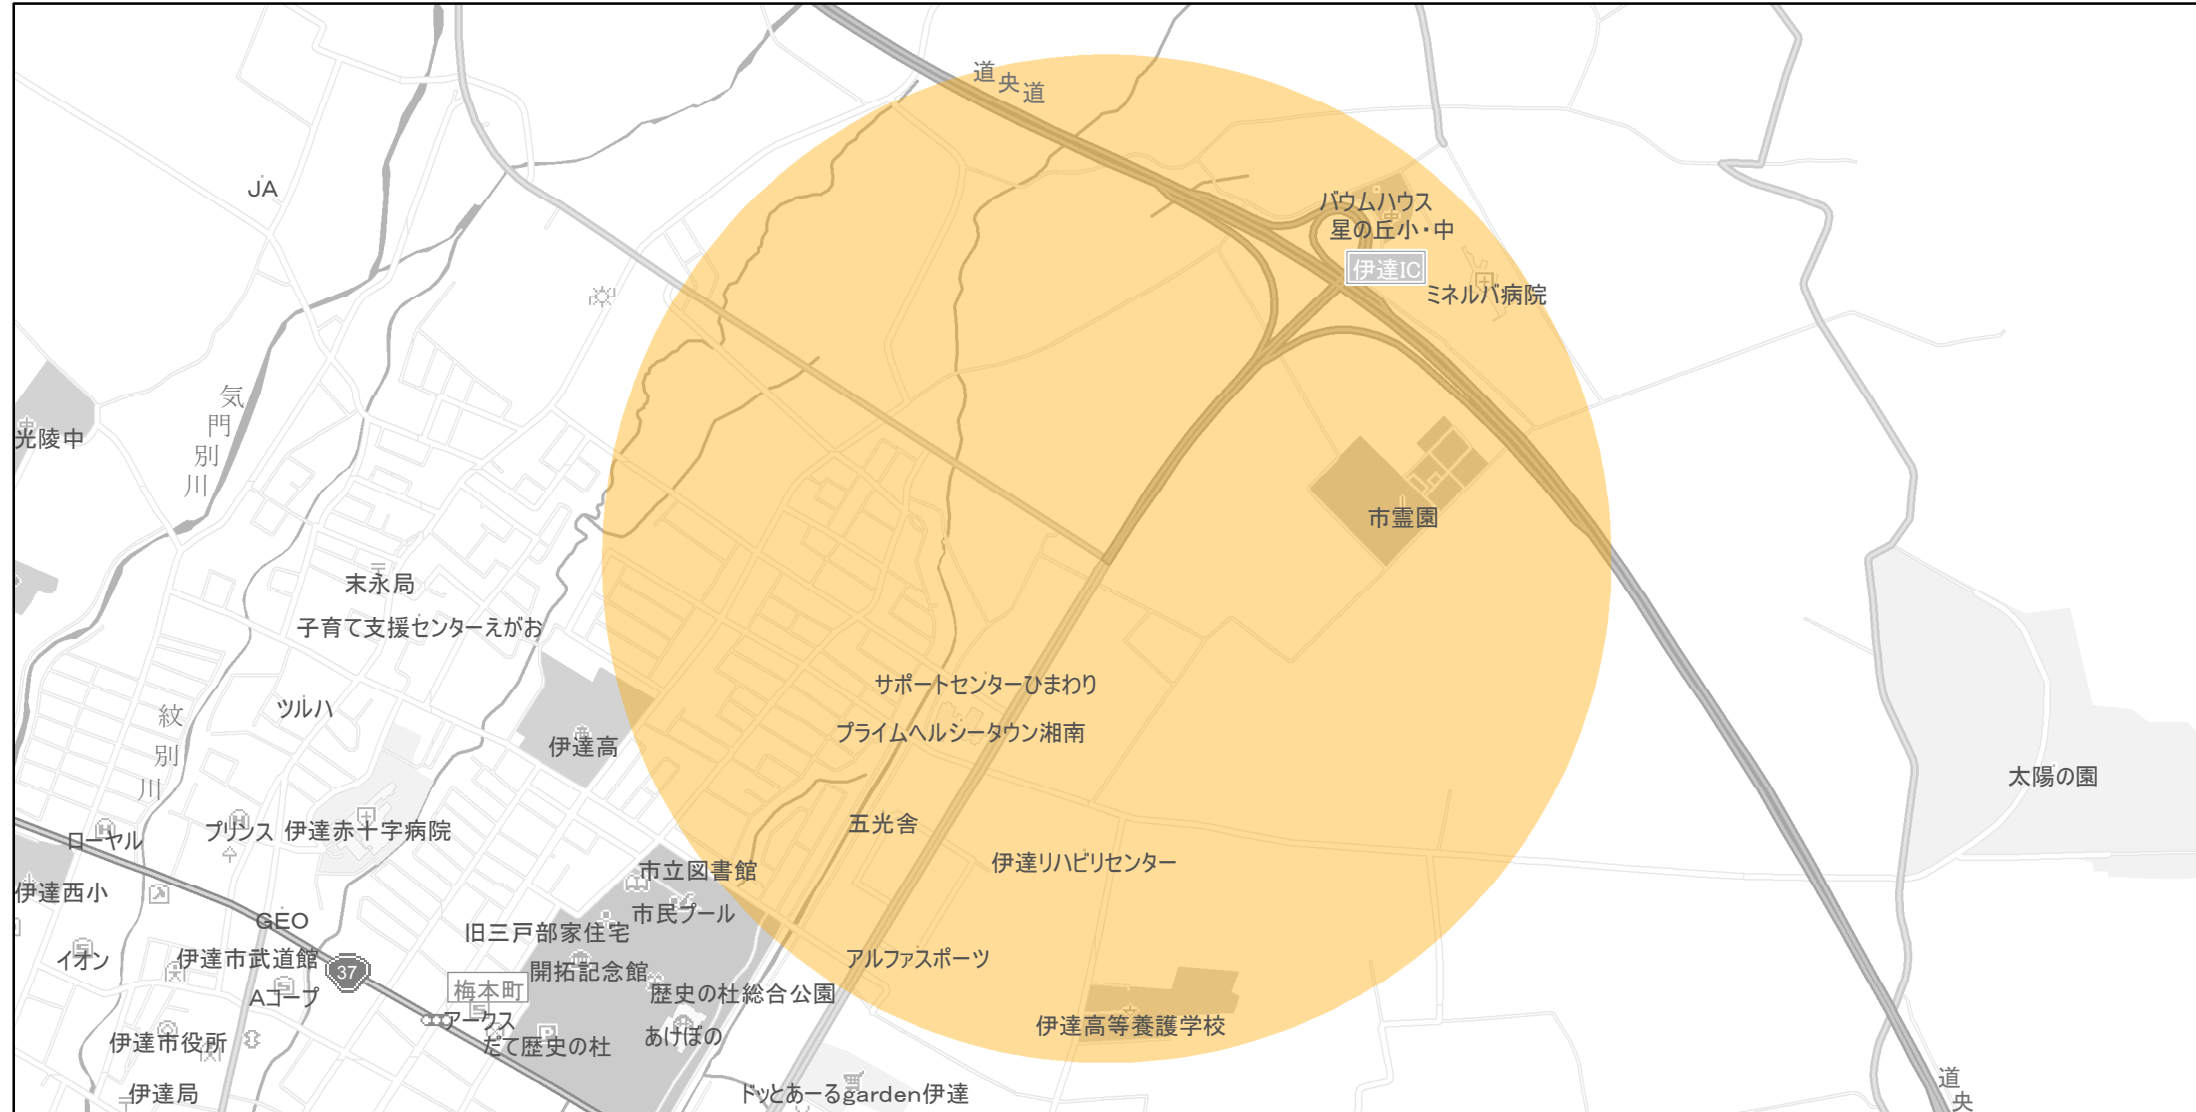 道央道
JA
バウムハウス
星の丘小・中
伊達IC
ミネルバ病院
気門別川
光陵中
市霊園
末永局
子育て支援センターえがお
サポートセンターひまわり
ツルハ
紋別川
プライムヘルシータウン湘南
伊達高
太陽の園
ローヤル
プリンス
伊達赤十字病院
五光舎
伊達リハビリセンター
市立図書館
伊達西小
GEO
市民プール
旧三戸部家住宅
イオン
伊達市武道館
37
開拓記念館
アルファスポーツ
Aコープ
梅本町
歴史の杜総合公園
アークス
伊達高等養護学校
伊達市役所
だて歴史の杜
あけぼの
伊達局
ドッとあーるgarden伊達
道央